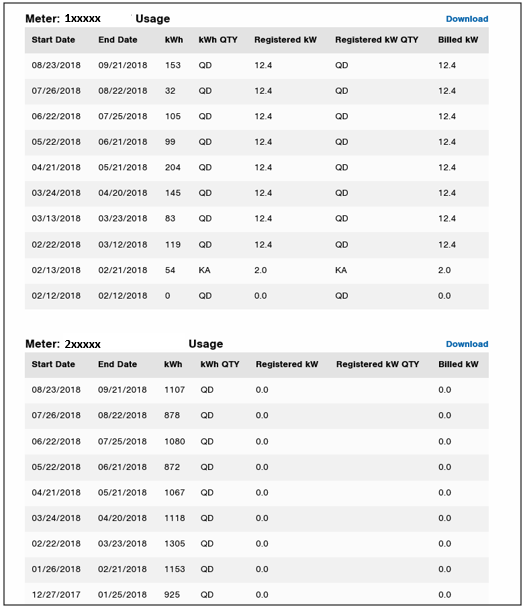 Meter: 1xxxxx Usage Download
Start Date End Date kWh kWh QTY Registered kW Registered kW QTY Billed kW
08/23/2018 09/21/2018 153 QD 12.4 QD 12.4
07/26/2018 08/22/2018 32 QD 12.4 QD 12.4
06/22/2018 07/25/2018 105 QD 12.4 QD 12.4
05/22/2018 06/21/2018 99 QD 12.4 QD 12.4
04/21/2018 05/21/2018 204 QD 12.4 QD 12.4
03/24/2018 04/20/2018 145 QD 12.4 QD 12.4
03/13/2018 03/23/2018 83 QD 12.4 QD 12.4
02/22/2018 03/12/2018 119 QD 12.4 QD 12.4
02/13/2018 02/21/2018 54 KA 2.0 KA 2.0
02/12/2018 02/12/2018 0 QD 0.0 QD 0.0
Meter: 2xxxxx Usage Download
Start Date End Date kWh kWh QTY Registered kW Registered kW QTY Billed kW
08/23/2018 09/21/2018 1107 QD 0.0 0.0
07/26/2018 08/22/2018 878 QD 0.0 0.0
06/22/2018 07/25/2018 1080 QD 0.0 0.0
05/22/2018 06/21/2018 872 QD 0.0 0.0
04/21/2018 05/21/2018 1067 QD 0.0 0.0
03/24/2018 04/20/2018 1118 QD 0.0 0.0
02/22/2018 03/23/2018 1305 QD 0.0 0.0
01/26/2018 02/21/2018 1153 QD 0.0 0.0
12/27/2017 01/25/2018 925 QD 0.0 0.0